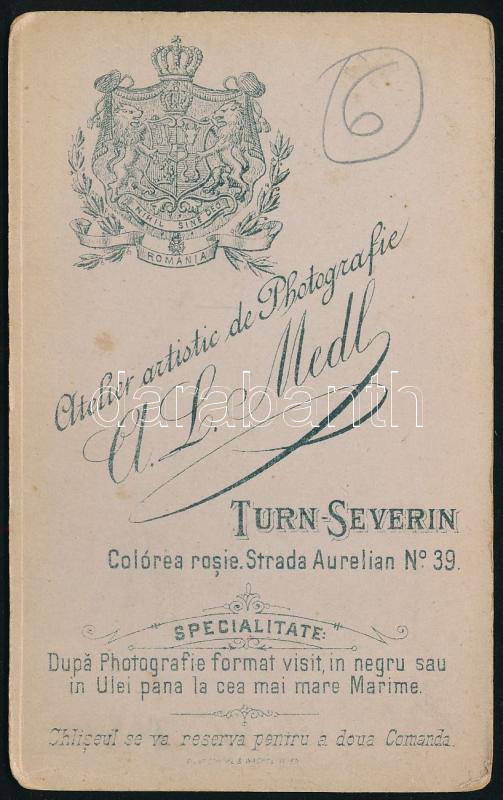 6
NIHIL SINE DEO
ROMANIA
Atelier artistic de Photografie
A. L. Medl
darabanth
TURN-SEVERIN
Colórea roșie. Strada Aurelian Nº 39.
SPECIALITATE:
După Photografie format visit, in negru sau
in Ulei pana la cea mai mare Marime.
Chlișeul se va reserva pentru a doua Comanda.